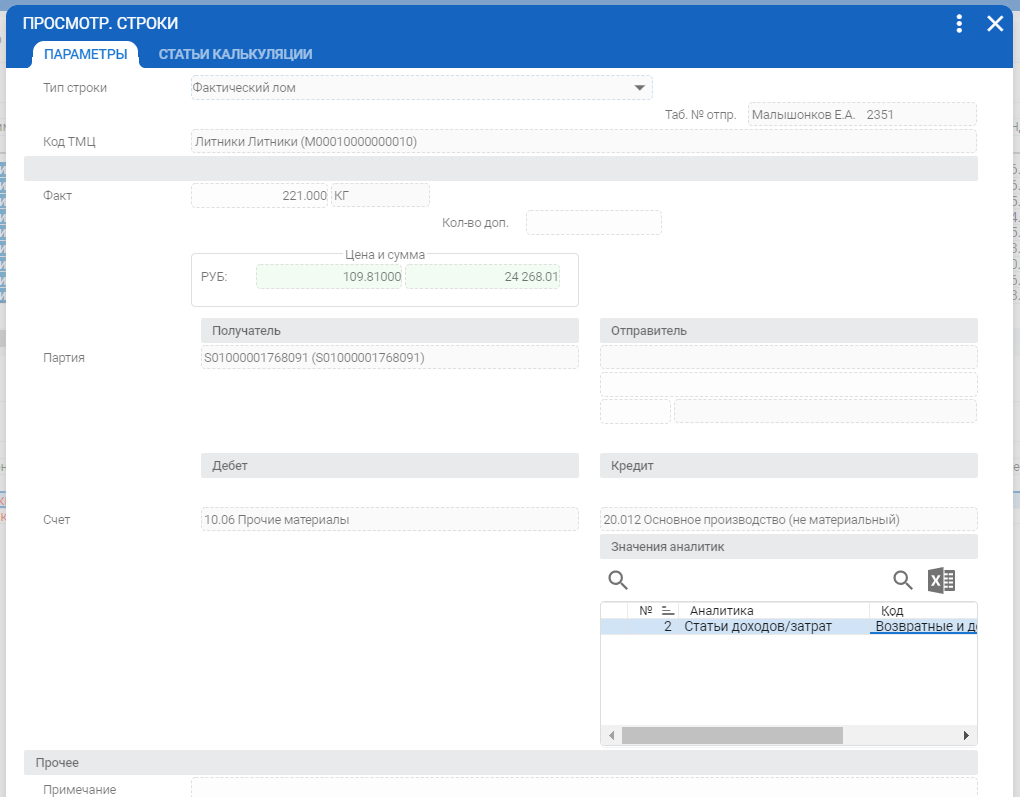 ПРОСМОТР. СТРОКИ
ПАРАМЕТРЫ СТАТЬИ КАЛЬКУЛЯЦИИ
Тип строки Фактический лом
Таб. № отпр. Малышонков Е.А. 2351
Код ТМЦ Литники Литники (М00010000000010)
Факт 221.000 КГ
Кол-во доп.
Цена и сумма
РУБ: 109.81000 24 268.01
Получатель Отправитель
Партия S01000001768091 (S01000001768091)
Дебет Кредит
Счет 10.06 Прочие материалы 20.012 Основное производство (не материальный)
Значения аналитик
№ Аналитика Код
2 Статьи доходов/затрат Возвратные и д
Прочее
Примечание